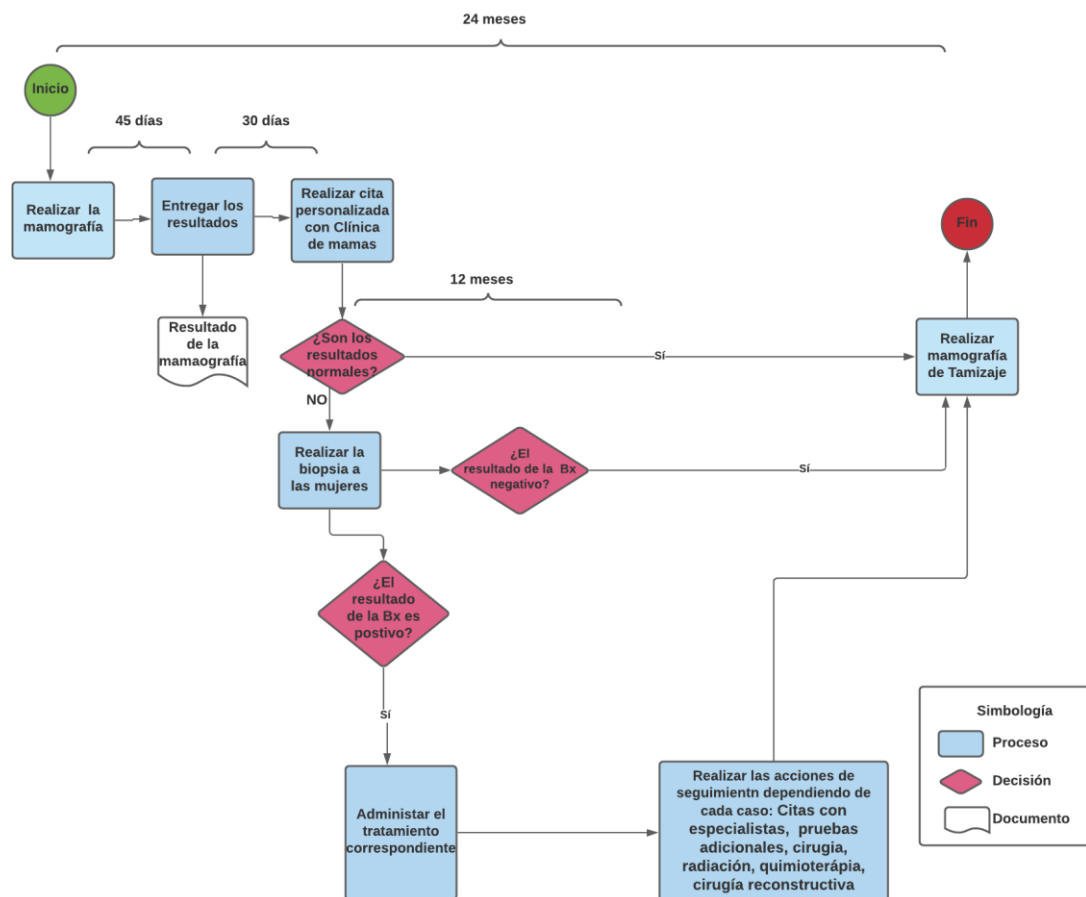 24 meses
Inicio
45 días
30 días
Realizar la
mamografía
Entregar los
resultados
Realizar cita
personalizada
con Clínica
de mamas
Fin
12 meses
Resultado
de la
mamaografía
¿Son los
resultados
normales?
Sí
Realizar
mamografía
de Tamizaje
NO
Realizar la
biopsia a
las mujeres
¿El
resultado de la Bx
negativo?
Sí
¿El
resultado
de la Bx es
postivo?
Sí
Administar el
tratamiento
correspondiente
Realizar las acciones de
seguimientn dependiendo de
cada caso: Citas con
especialistas, pruebas
adicionales, cirugia,
radiación, quimioterápia,
cirugía reconstructiva
Simbología
Proceso
Decisión
Documento